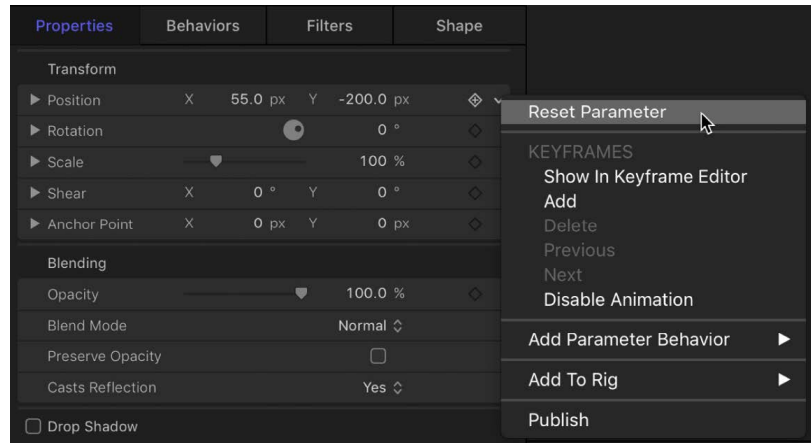 Properties Behaviors Filters Shape
Transform
Position X 55.0 px Y -200.0 px
Rotation 0 °
Scale 100 %
Shear X 0 ° Y 0 °
Anchor Point X 0 px Y 0 px
Blending
Opacity 100.0 %
Blend Mode Normal
Preserve Opacity
Casts Reflection Yes
Drop Shadow
Reset Parameter
KEYFRAMES
Show In Keyframe Editor
Add
Delete
Previous
Next
Disable Animation
Add Parameter Behavior
Add To Rig
Publish